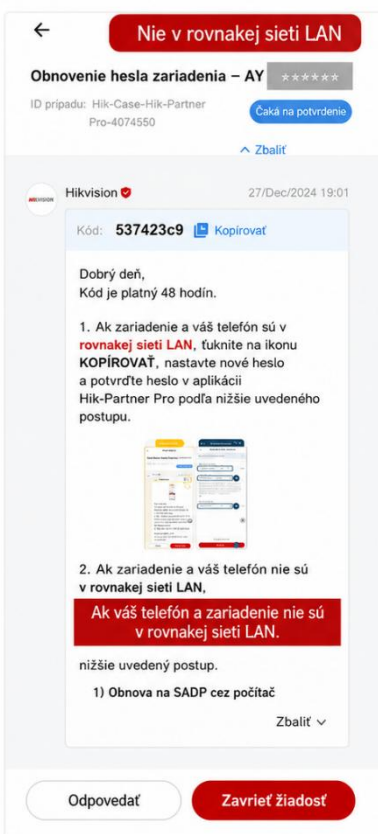 Nie v rovnakej sieti LAN
Obnovenie hesla zariadenia – AY ******
ID prípadu: Hik-Case-Hik-Partner
Pro-4074550
Čaká na potvrdenie
Zbaliť
HIKVISION
Hikvision
27/Dec/2024 19:01
Kód: 537423c9 Kopírovať
Dobrý deň,
Kód je platný 48 hodín.
1. Ak zariadenie a váš telefón sú v
rovnakej sieti LAN, ťuknite na ikonu
KOPÍROVAŤ, nastavte nové heslo
a potvrďte heslo v aplikácii
Hik-Partner Pro podľa nižšie uvedeného
postupu.
2. Ak zariadenie a váš telefón nie sú
v rovnakej sieti LAN,
Ak váš telefón a zariadenie nie sú
v rovnakej sieti LAN.
nižšie uvedený postup.
1) Obnova na SADP cez počítač
Zbaliť
Odpovedať
Zavrieť žiadosť